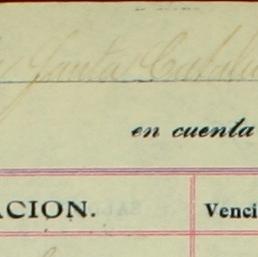 Santa Catali
en cuenta
ACION. Venci